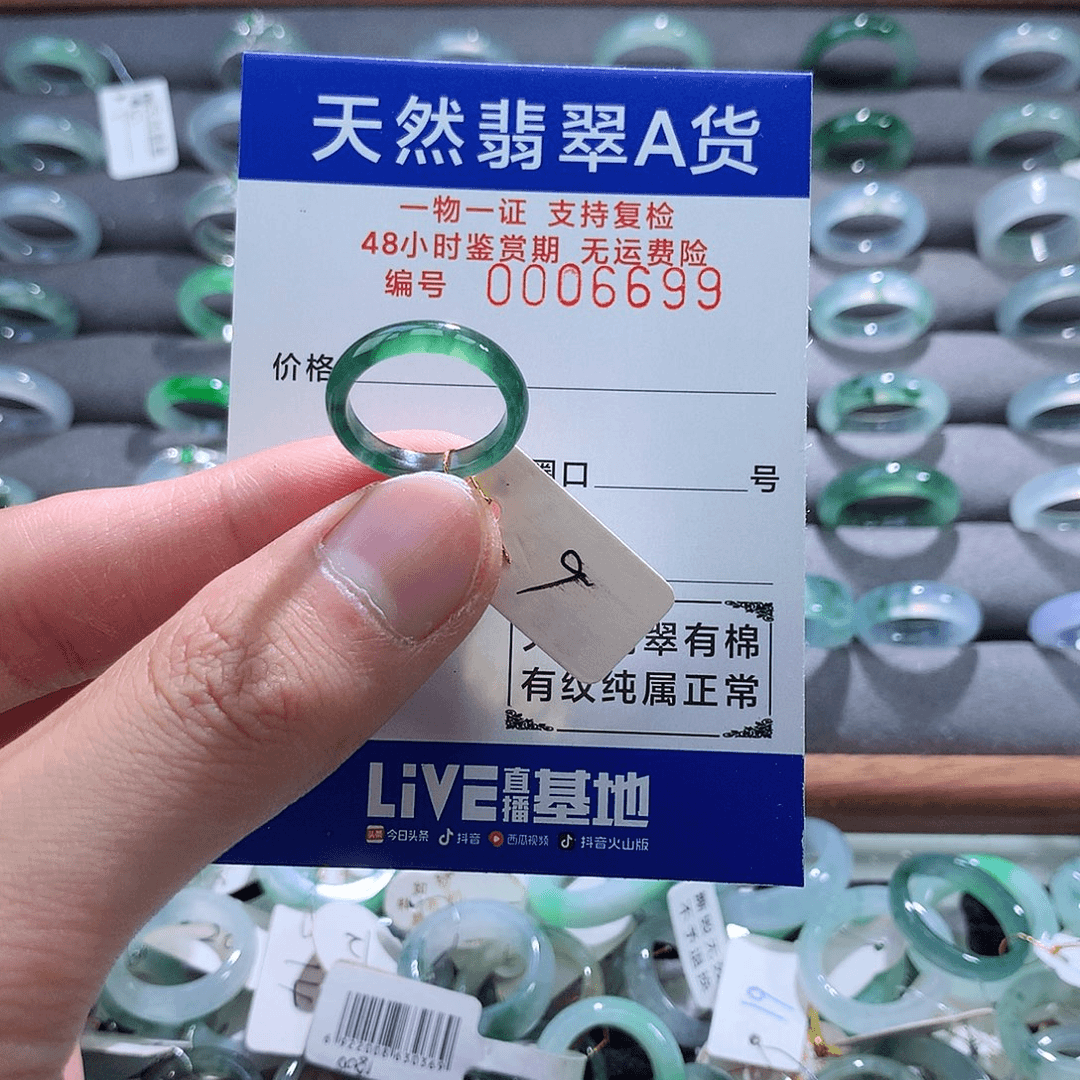 天然翡翠A货
一物一证 支持复检
48小时鉴赏期 无运费险
编号 0006699
价格
圈口 号
翠有棉
有纹纯属正常
LiVE直播基地
今日头条 抖音 西瓜视频 抖音火山版
19